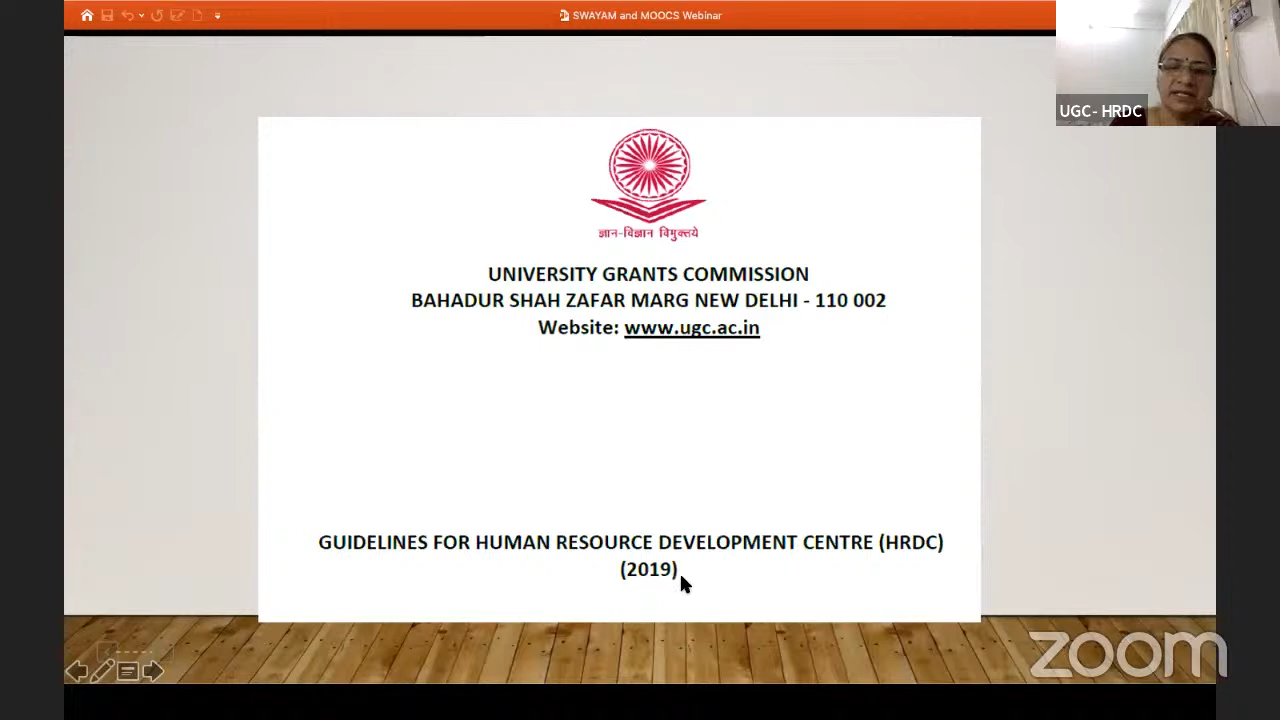 SWAYAM and MOOCS Webinar
UGC- HRDC
ज्ञान-विज्ञान विमुक्तये
UNIVERSITY GRANTS COMMISSION
BAHADUR SHAH ZAFAR MARG NEW DELHI - 110 002
Website: www.ugc.ac.in
GUIDELINES FOR HUMAN RESOURCE DEVELOPMENT CENTRE (HRDC)
(2019)
zoom